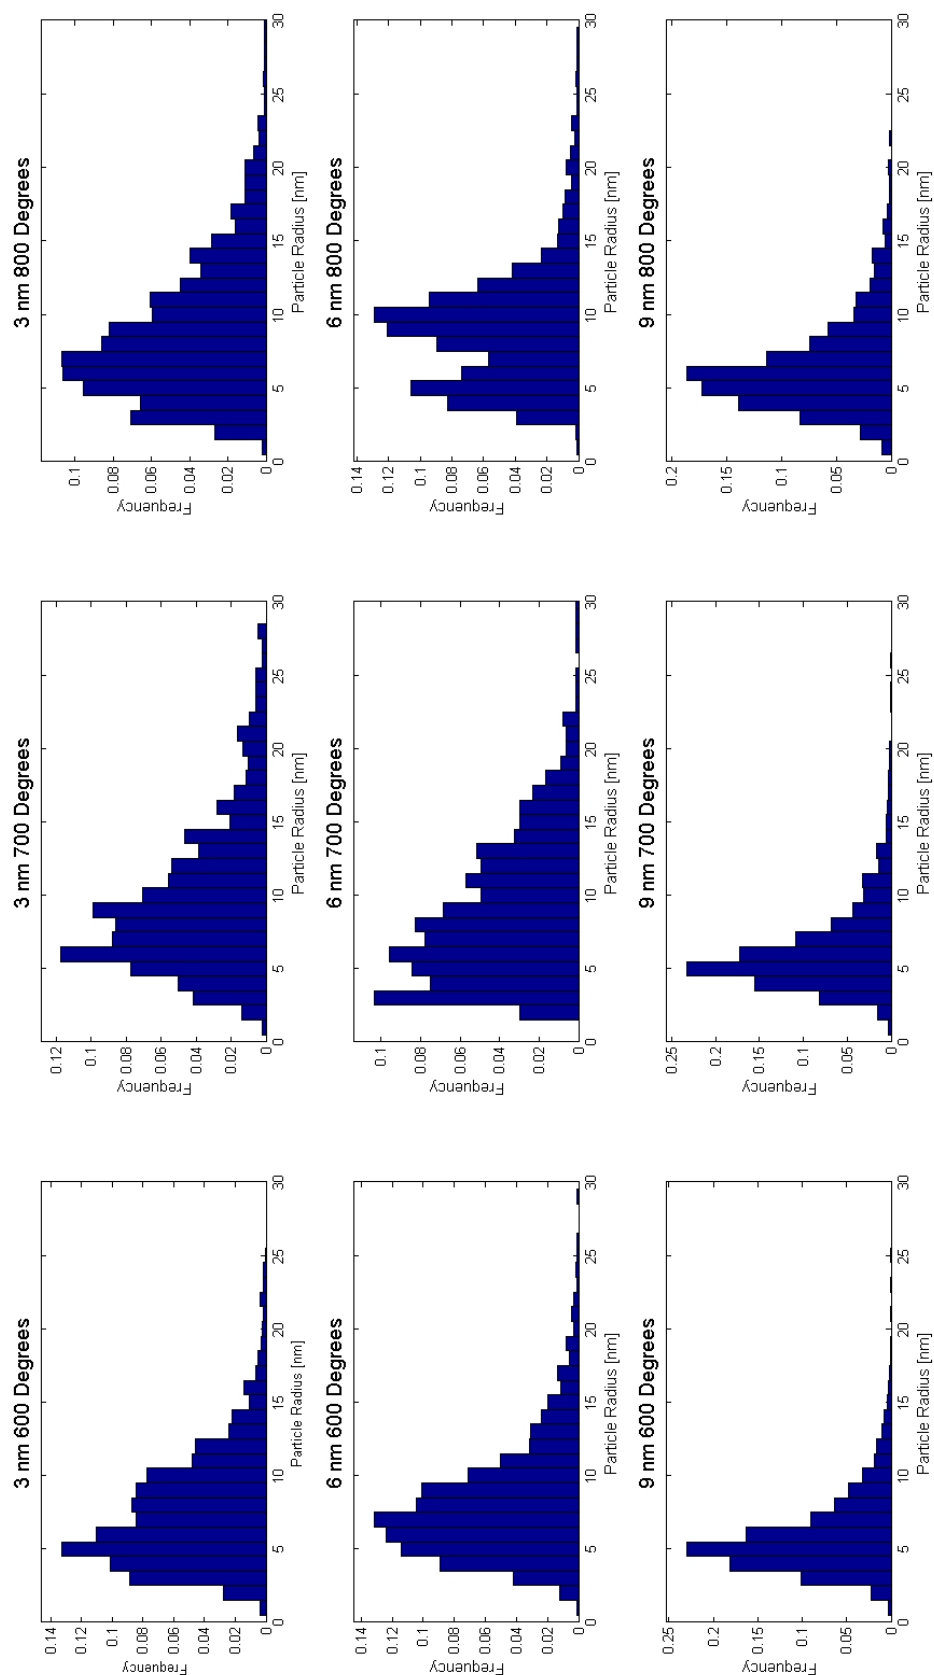 3 nm 600 Degrees
0.14
0.12
0.1
0.08
0.06
0.04
0.02
0
Frequency
0 5 10 15 20 25 30
Particle Radius [nm]
3 nm 700 Degrees
0.12
0.1
0.08
0.06
0.04
0.02
0
Frequency
0 5 10 15 20 25 30
Particle Radius [nm]
3 nm 800 Degrees
0.1
0.08
0.06
0.04
0.02
0
Frequency
0 5 10 15 20 25 30
Particle Radius [nm]
6 nm 600 Degrees
0.14
0.12
0.1
0.08
0.06
0.04
0.02
0
Frequency
0 5 10 15 20 25 30
Particle Radius [nm]
6 nm 700 Degrees
0.1
0.08
0.06
0.04
0.02
0
Frequency
0 5 10 15 20 25 30
Particle Radius [nm]
6 nm 800 Degrees
0.14
0.12
0.1
0.08
0.06
0.04
0.02
0
Frequency
0 5 10 15 20 25 30
Particle Radius [nm]
9 nm 600 Degrees
0.25
0.2
0.15
0.1
0.05
0
Frequency
0 5 10 15 20 25 30
Particle Radius [nm]
9 nm 700 Degrees
0.25
0.2
0.15
0.1
0.05
0
Frequency
0 5 10 15 20 25 30
Particle Radius [nm]
9 nm 800 Degrees
0.2
0.15
0.1
0.05
0
Frequency
0 5 10 15 20 25 30
Particle Radius [nm]